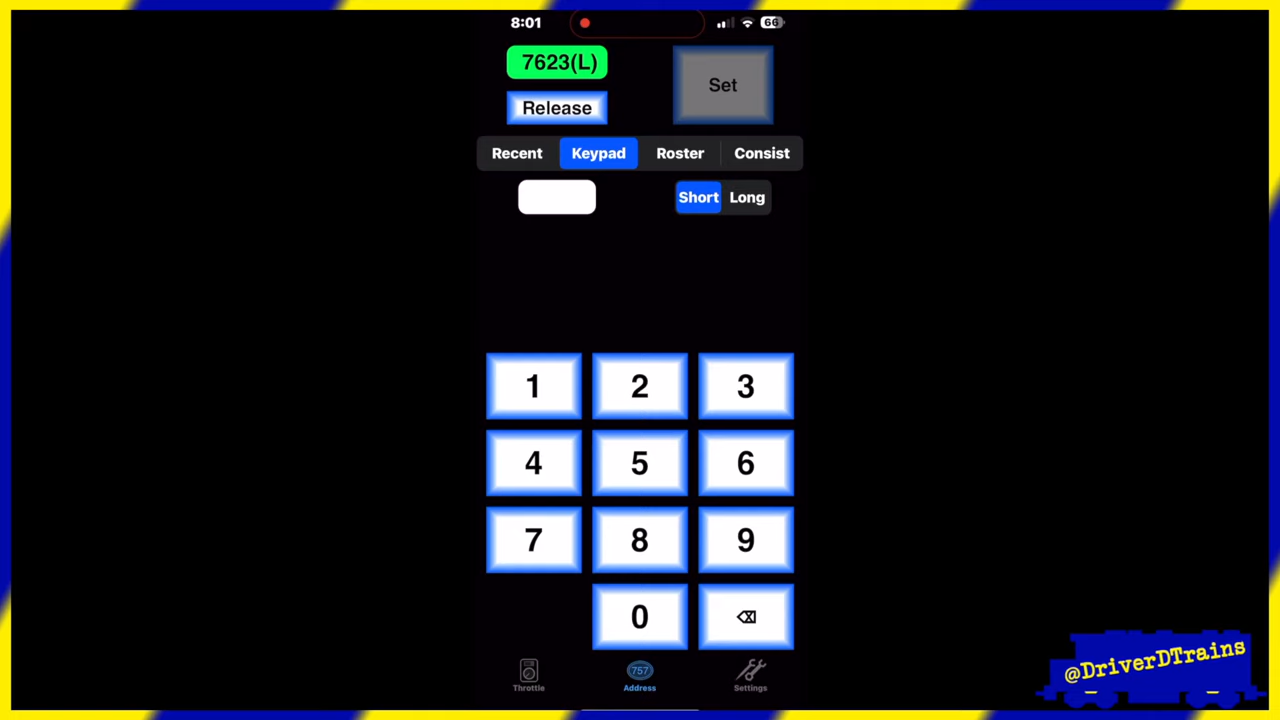 8:01
66
7623(L)
Set
Release
Recent
Keypad
Roster
Consist
Short
Long
1
2
3
4
5
6
7
8
9
0
757
Throttle
Address
Settings
@DriverDTrains